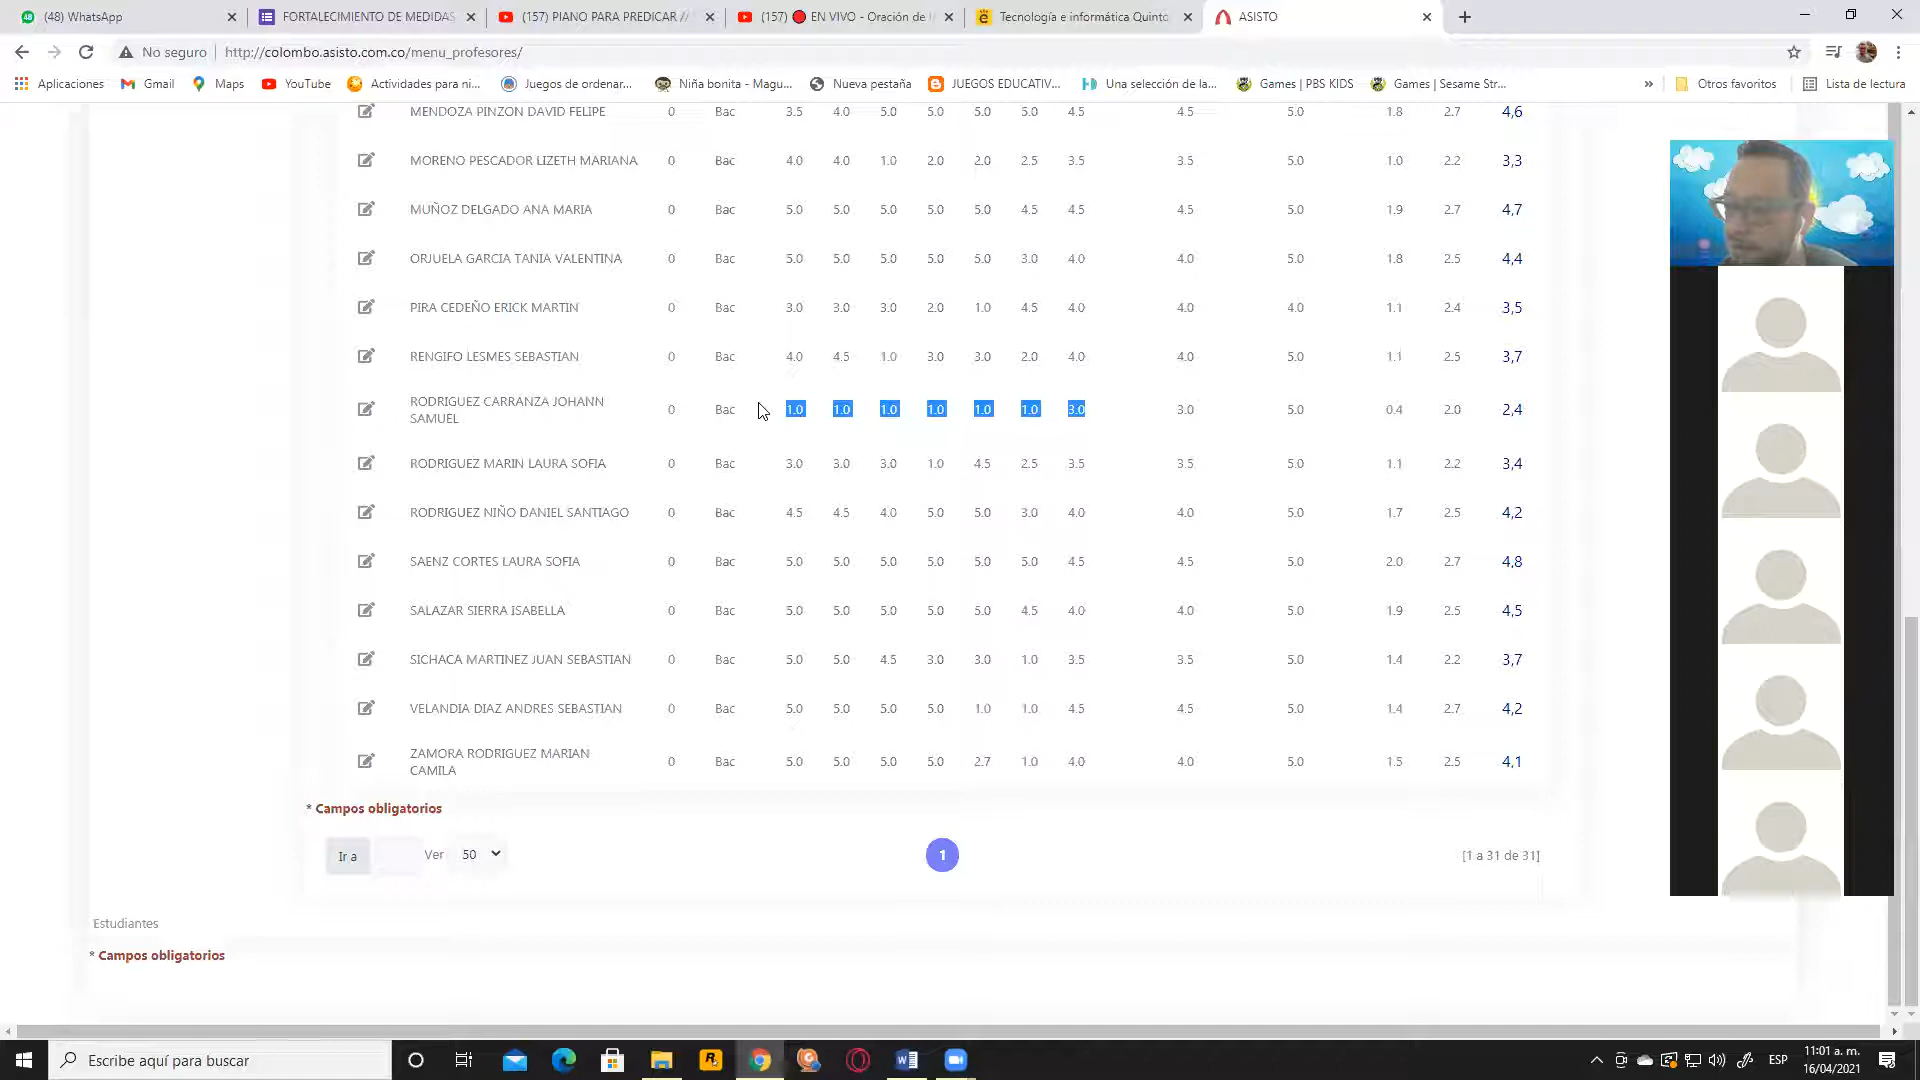 (48) WhatsApp
FORTALECIMIENTO DE MEDIDAS
(157) PIANO PARA PREDICAR //
(157) 🔴 EN VIVO - Oración de l
Tecnología e informática Quinto
ASISTO
No seguro
http://colombo.asisto.com.co/menu_profesores/
Aplicaciones
Gmail
Maps
YouTube
Actividades para ni...
Juegos de ordenar...
Niña bonita - Magu...
Nueva pestaña
JUEGOS EDUCATIV...
Una selección de la...
Games | PBS KIDS
Games | Sesame Str...
»
Otros favoritos
Lista de lectura
MENDOZA PINZON DAVID FELIPE 0 Bac 3.5 4.0 5.0 5.0 5.0 5.0 4.5 4.5 5.0 1.8 2.7 4,6
MORENO PESCADOR LIZETH MARIANA 0 Bac 4.0 4.0 1.0 2.0 2.0 2.5 3.5 3.5 5.0 1.0 2.2 3,3
MUÑOZ DELGADO ANA MARIA 0 Bac 5.0 5.0 5.0 5.0 5.0 4.5 4.5 4.5 5.0 1.9 2.7 4,7
ORJUELA GARCIA TANIA VALENTINA 0 Bac 5.0 5.0 5.0 5.0 5.0 3.0 4.0 4.0 5.0 1.8 2.5 4,4
PIRA CEDEÑO ERICK MARTIN 0 Bac 3.0 3.0 3.0 2.0 1.0 4.5 4.0 4.0 4.0 1.1 2.4 3,5
RENGIFO LESMES SEBASTIAN 0 Bac 4.0 4.5 1.0 3.0 3.0 2.0 4.0 4.0 5.0 1.1 2.5 3,7
RODRIGUEZ CARRANZA JOHANN
SAMUEL 0 Bac 1.0 1.0 1.0 1.0 1.0 1.0 3.0 3.0 5.0 0.4 2.0 2,4
RODRIGUEZ MARIN LAURA SOFIA 0 Bac 3.0 3.0 3.0 1.0 4.5 2.5 3.5 3.5 5.0 1.1 2.2 3,4
RODRIGUEZ NIÑO DANIEL SANTIAGO 0 Bac 4.5 4.5 4.0 5.0 5.0 3.0 4.0 4.0 5.0 1.7 2.5 4,2
SAENZ CORTES LAURA SOFIA 0 Bac 5.0 5.0 5.0 5.0 5.0 5.0 4.5 4.5 5.0 2.0 2.7 4,8
SALAZAR SIERRA ISABELLA 0 Bac 5.0 5.0 5.0 5.0 5.0 4.5 4.0 4.0 5.0 1.9 2.5 4,5
SICHACA MARTINEZ JUAN SEBASTIAN 0 Bac 5.0 5.0 4.5 3.0 3.0 1.0 3.5 3.5 5.0 1.4 2.2 3,7
VELANDIA DIAZ ANDRES SEBASTIAN 0 Bac 5.0 5.0 5.0 5.0 1.0 1.0 4.5 4.5 5.0 1.4 2.7 4,2
ZAMORA RODRIGUEZ MARIAN
CAMILA 0 Bac 5.0 5.0 5.0 5.0 2.7 1.0 4.0 4.0 5.0 1.5 2.5 4,1
* Campos obligatorios
Ir a
Ver 50
1
[1 a 31 de 31]
Estudiantes
* Campos obligatorios
Escribe aquí para buscar
ESP
11:01 a. m.
16/04/2021